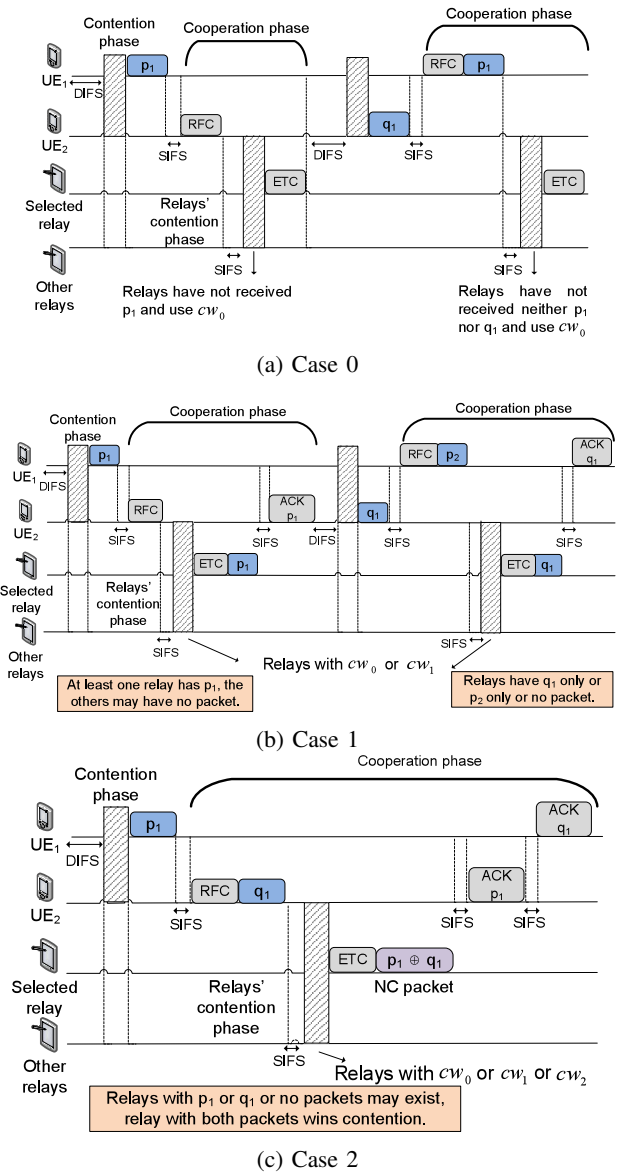 Contention phase
Cooperation phase
Cooperation phase
UE1
DIFS
p1
RFC
p1
UE2
SIFS
RFC
DIFS
q1
SIFS
Selected relay
Relays' contention phase
ETC
ETC
Other relays
SIFS
SIFS
Relays have not received
p1 and use cw0
Relays have not
received neither p1
nor q1 and use cw0
(a) Case 0
Contention phase
Cooperation phase
Cooperation phase
UE1
DIFS
p1
RFC
p2
ACK q1
UE2
SIFS
RFC
SIFS
ACK p1
DIFS
q1
SIFS
SIFS
Selected relay
Relays' contention phase
ETC
p1
ETC
q1
Other relays
SIFS
SIFS
Relays with cw0 or cw1
At least one relay has p1, the
others may have no packet.
Relays have q1 only or
p2 only or no packet.
(b) Case 1
Contention phase
Cooperation phase
UE1
DIFS
p1
ACK q1
UE2
SIFS
RFC
q1
SIFS
ACK p1
SIFS
Selected relay
Relays' contention phase
ETC
p1 ⊕ q1
NC packet
Other relays
SIFS
Relays with cw0 or cw1 or cw2
Relays with p1 or q1 or no packets may exist,
relay with both packets wins contention.
(c) Case 2